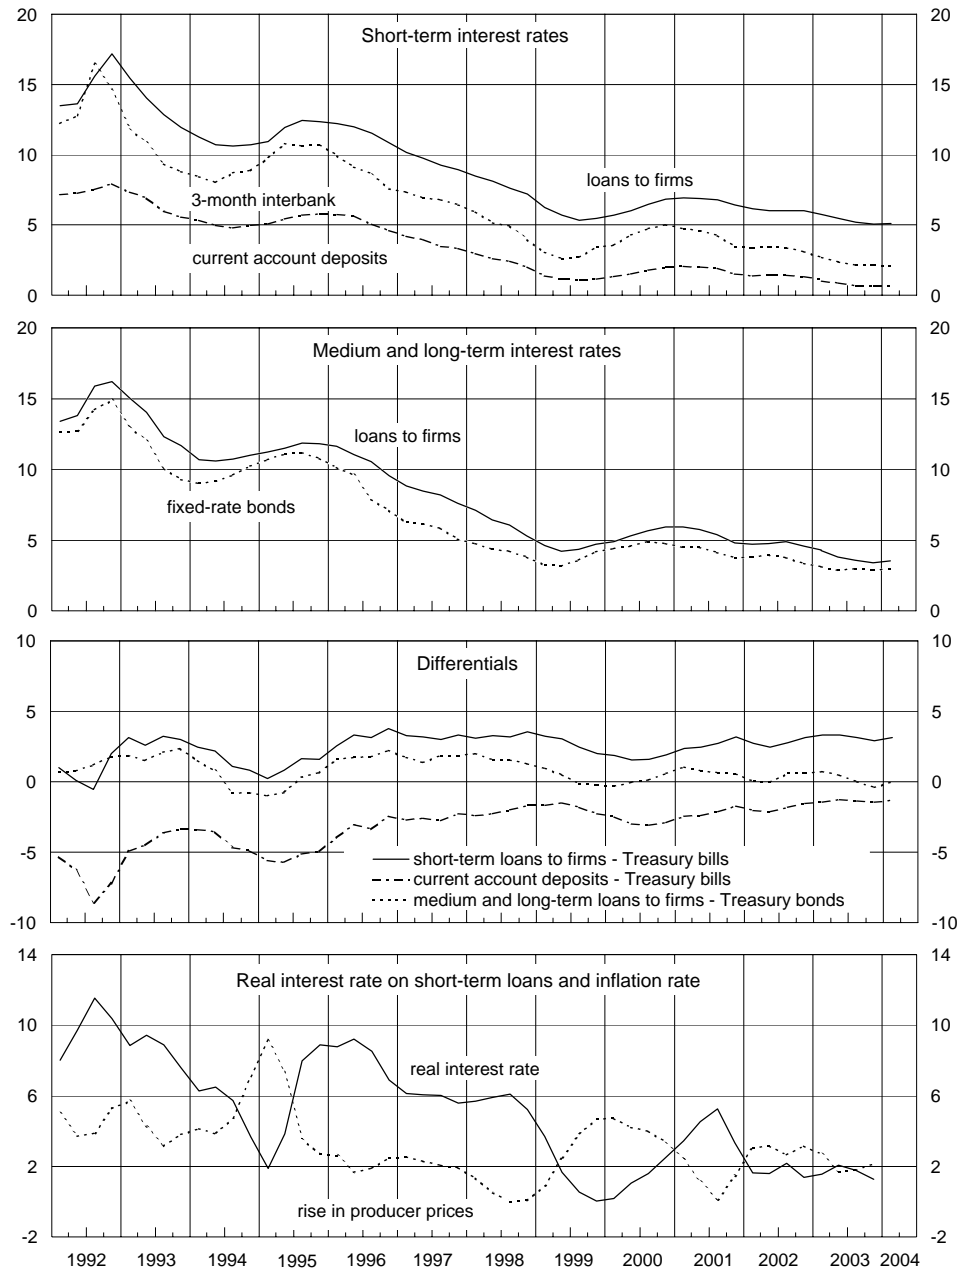 20 20
Short-term interest rates
15 15
10 10
loans to firms
3-month interbank
5 5
current account deposits
0 0
20 20
Medium and long-term interest rates
15 15
loans to firms
10 10
fixed-rate bonds
5 5
0 0
10 10
Differentials
5 5
0 0
-5 -5
short-term loans to firms - Treasury bills
current account deposits - Treasury bills
medium and long-term loans to firms - Treasury bonds
-10 -10
14 14
Real interest rate on short-term loans and inflation rate
10 10
real interest rate
6 6
2 2
rise in producer prices
-2 -2
1992 1993 1994 1995 1996 1997 1998 1999 2000 2001 2002 2003 2004